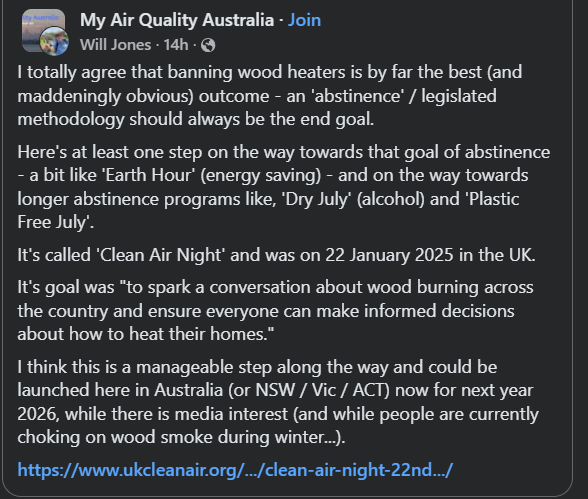 My Air Quality Australia · Join
Will Jones · 14h ·
I totally agree that banning wood heaters is by far the best (and
maddeningly obvious) outcome - an 'abstinence' / legislated
methodology should always be the end goal.
Here's at least one step on the way towards that goal of abstinence
- a bit like 'Earth Hour' (energy saving) - and on the way towards
longer abstinence programs like, 'Dry July' (alcohol) and 'Plastic
Free July'.
It's called 'Clean Air Night' and was on 22 January 2025 in the UK.
It's goal was "to spark a conversation about wood burning across
the country and ensure everyone can make informed decisions
about how to heat their homes."
I think this is a manageable step along the way and could be
launched here in Australia (or NSW / Vic / ACT) now for next year
2026, while there is media interest (and while people are currently
choking on wood smoke during winter...).
https://www.ukcleanair.org/.../clean-air-night-22nd.../